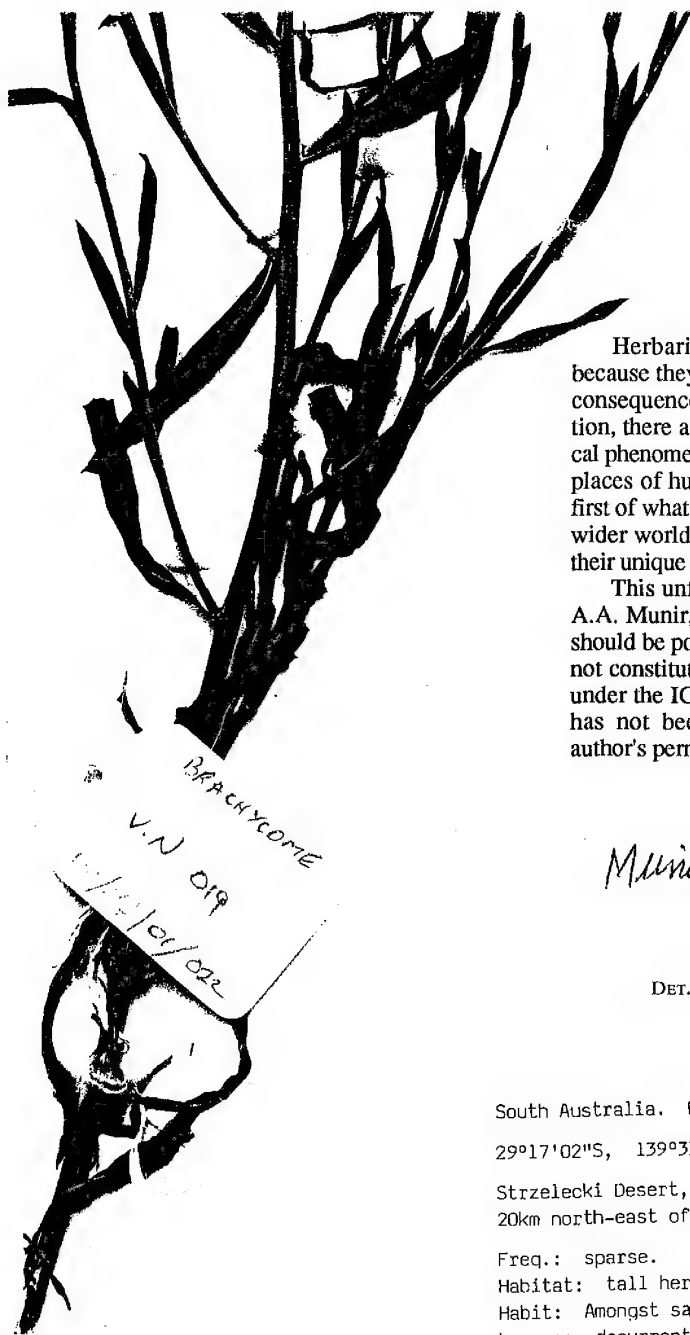 Herbari
because they
consequence
tion, there a
cal phenome
places of hu
first of what
wider world
their unique
This unf
A.A. Munir,
should be po
not constitut
under the IC
has not bee
author's perr
BRACHYCOME
V.N 019
/01/022
DET.
South Australia.
29°17'02"S, 139°3
Strzelecki Desert,
20km north-east of
Freq.: sparse.
Habitat: tall her
Habit: Amongst sa